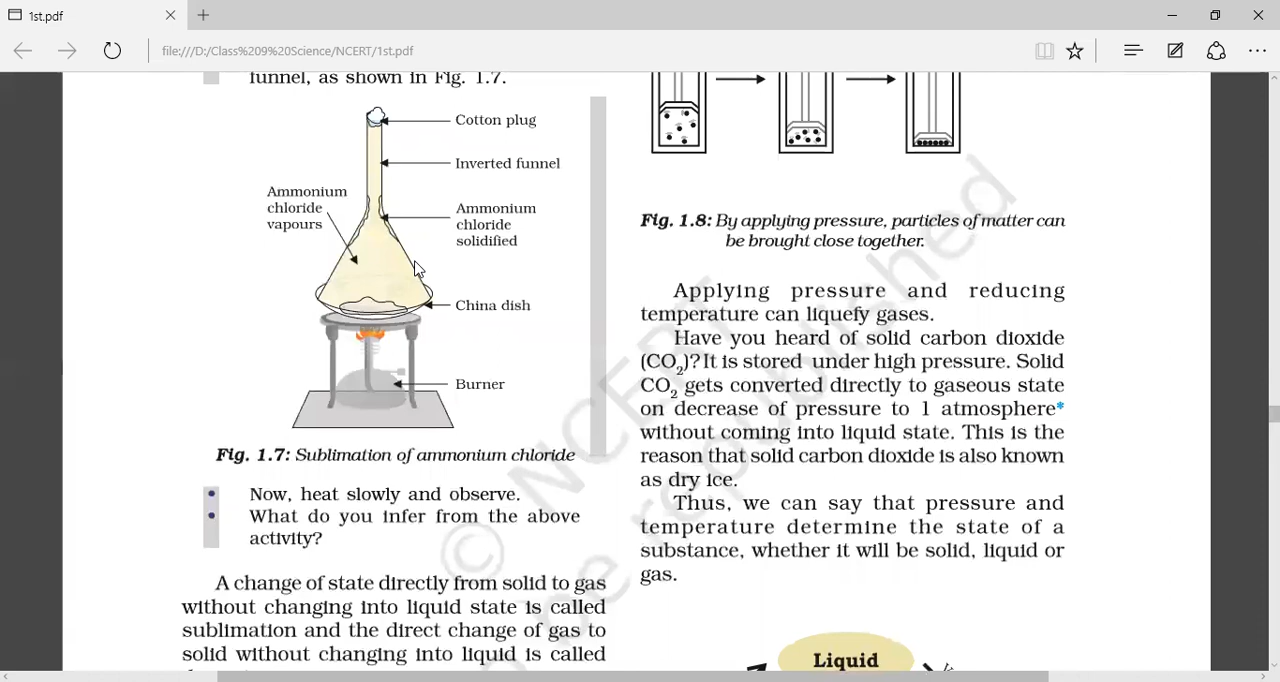 1st.pdf
file:///D:/Class%209%20Science/NCERT/1st.pdf
funnel, as shown in Fig. 1.7.
Cotton plug
Inverted funnel
Ammonium
chloride
vapours
Ammonium
chloride
solidified
China dish
Burner
Fig. 1.7: Sublimation of ammonium chloride
• Now, heat slowly and observe.
• What do you infer from the above
activity?
A change of state directly from solid to gas
without changing into liquid state is called
sublimation and the direct change of gas to
solid without changing into liquid is called
Fig. 1.8: By applying pressure, particles of matter can
be brought close together.
Applying pressure and reducing
temperature can liquefy gases.
Have you heard of solid carbon dioxide
(CO₂)? It is stored under high pressure. Solid
CO₂ gets converted directly to gaseous state
on decrease of pressure to 1 atmosphere*
without coming into liquid state. This is the
reason that solid carbon dioxide is also known
as dry ice.
Thus, we can say that pressure and
temperature determine the state of a
substance, whether it will be solid, liquid or
gas.
Liquid
© NCERT
be republished